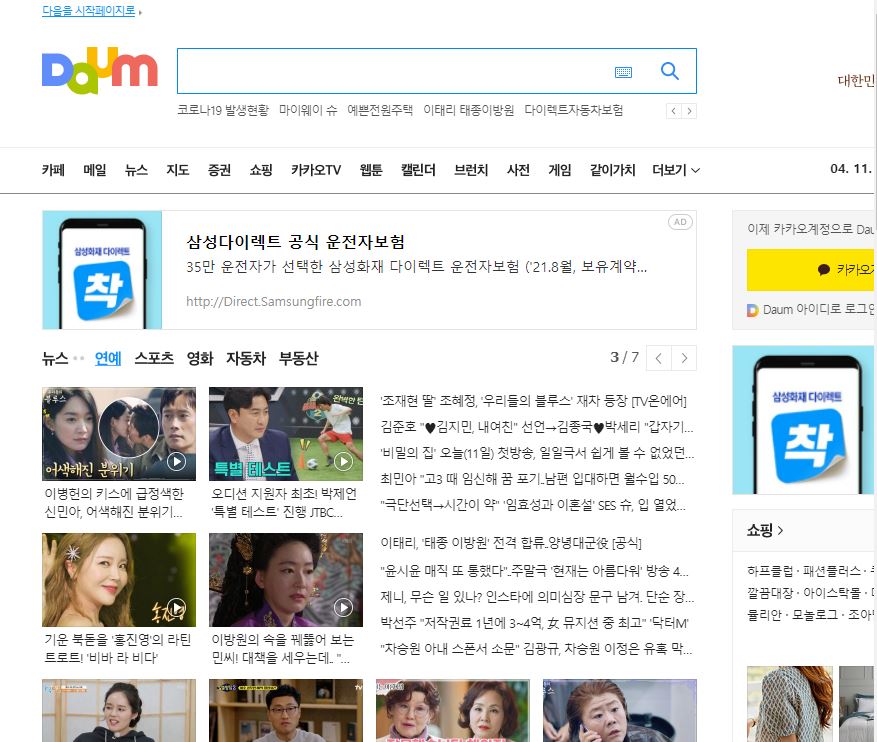 다음을 시작페이지로
Daum
코로나19 발생현황 마이웨이 슈 예쁜전원주택 이태리 태종이방원 다이렉트자동차보험
대한민
카페 메일 뉴스 지도 증권 쇼핑 카카오TV 웹툰 캘린더 브런치 사전 게임 같이가치 더보기
04. 11.
삼성화재 다이렉트
착
삼성다이렉트 공식 운전자보험
AD
35만 운전자가 선택한 삼성화재 다이렉트 운전자보험 ('21.8월, 보유계약...
http://Direct.Samsungfire.com
이제 카카오계정으로 Dau
카카오
Daum 아이디로 로그인
뉴스 연예 스포츠 영화 자동차 부동산
3 / 7
삼성화재 다이렉트
착
블루스
어색해진 분위기
이병헌의 키스에 급정색한
신민아, 어색해진 분위기...
특별 테스트
오디션 지원자 최초! 박제언
'특별 테스트' 진행 JTBC...
'조재현 딸' 조혜정, '우리들의 블루스' 재차 등장 [TV온에어]
김준호 "♥김지민, 내여친" 선언→김종국♥박세리 "갑자기...
'비밀의 집' 오늘(11일) 첫방송, 일일극서 쉽게 볼 수 없었던...
최민아 "고3 때 임신해 꿈 포기..남편 입대하면 월수입 50...
"극단선택→시간이 약" '임효성과 이혼설' SES 슈, 입 열었...
홍진영
기운 북돋을 '홍진영'의 라틴
트로트! '비바 라 비다'
이방원의 속을 꿰뚫어 보는
민씨! 대책을 세우는데.. "...
이태리, '태종 이방원' 전격 합류..양녕대군役 [공식]
"윤시윤 매직 또 통했다"..주말극 '현재는 아름다워' 방송 4...
제니, 무슨 일 있나? 인스타에 의미심장 문구 남겨. 단순 장...
박선주 "저작권료 1년에 3~4억, 女 뮤지션 중 최고" '닥터M'
"차승원 아내 스폰서 소문" 김광규, 차승원 이정은 유혹 막...
쇼핑
하프클럽 · 패션플러스 ·
깔끔대장 · 아이스탁몰 ·
뮬리안 · 모놀로그 · 조아